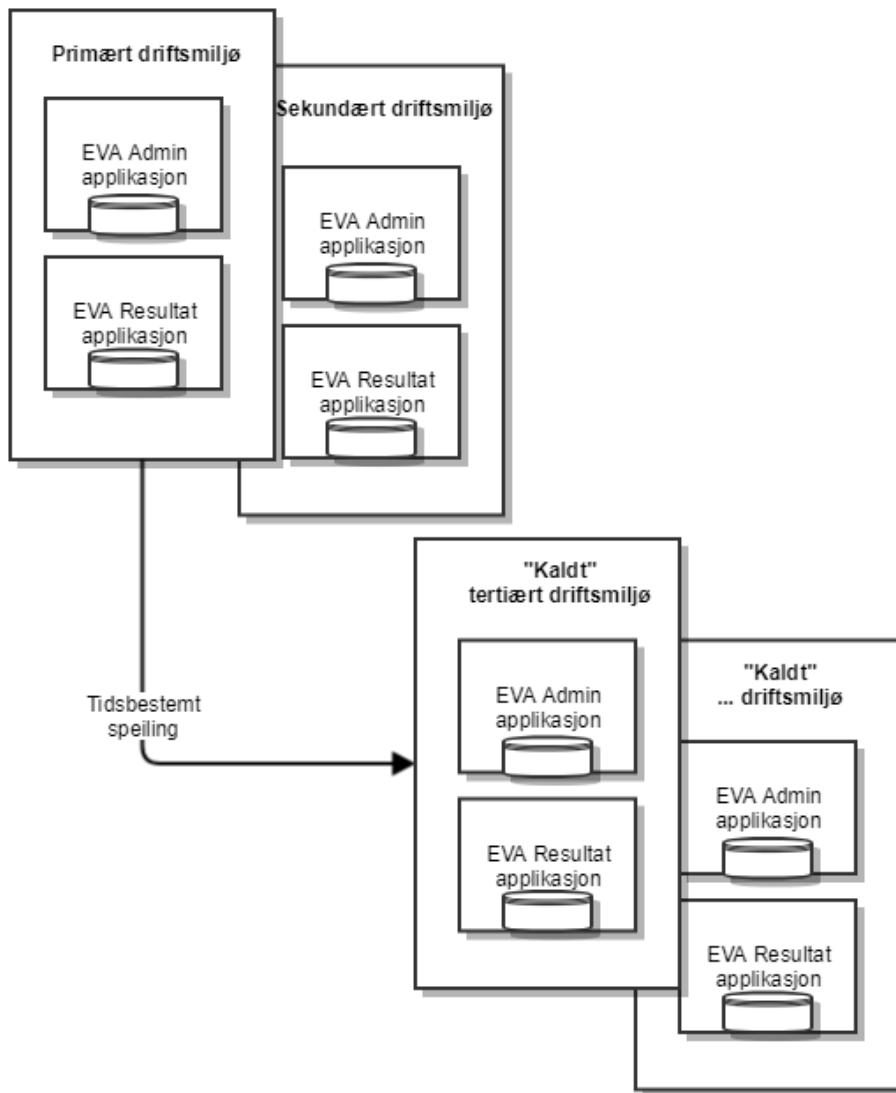 Primært driftsmiljø
EVA Admin
applikasjon
EVA Resultat
applikasjon
Sekundært driftsmiljø
EVA Admin
applikasjon
EVA Resultat
applikasjon
Tidsbestemt
speiling
"Kaldt"
tertiært driftsmiljø
EVA Admin
applikasjon
EVA Resultat
applikasjon
"Kaldt"
... driftsmiljø
EVA Admin
applikasjon
EVA Resultat
applikasjon